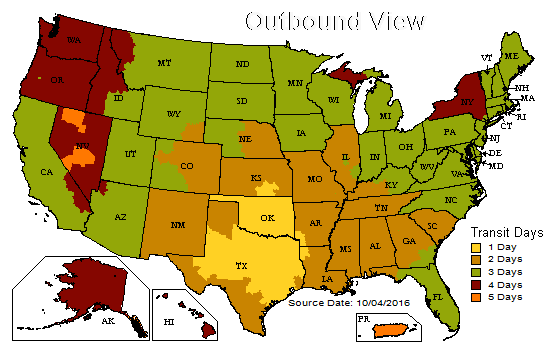 Outbound View
WA
MT
ND
MN
VT
ME
OR
ID
SD
WI
MI
NY
NH
MA
RI
CT
WY
IA
PA
NJ
NV
UT
NE
IL
IN
OH
DE
MD
CA
CO
KS
MO
WV
VA
KY
NC
AZ
NM
OK
AR
TN
SC
TX
MS
AL
GA
LA
FL
Transit Days
1 Day
2 Days
3 Days
4 Days
5 Days
Source Date: 10/04/2016
AK
HI
PR